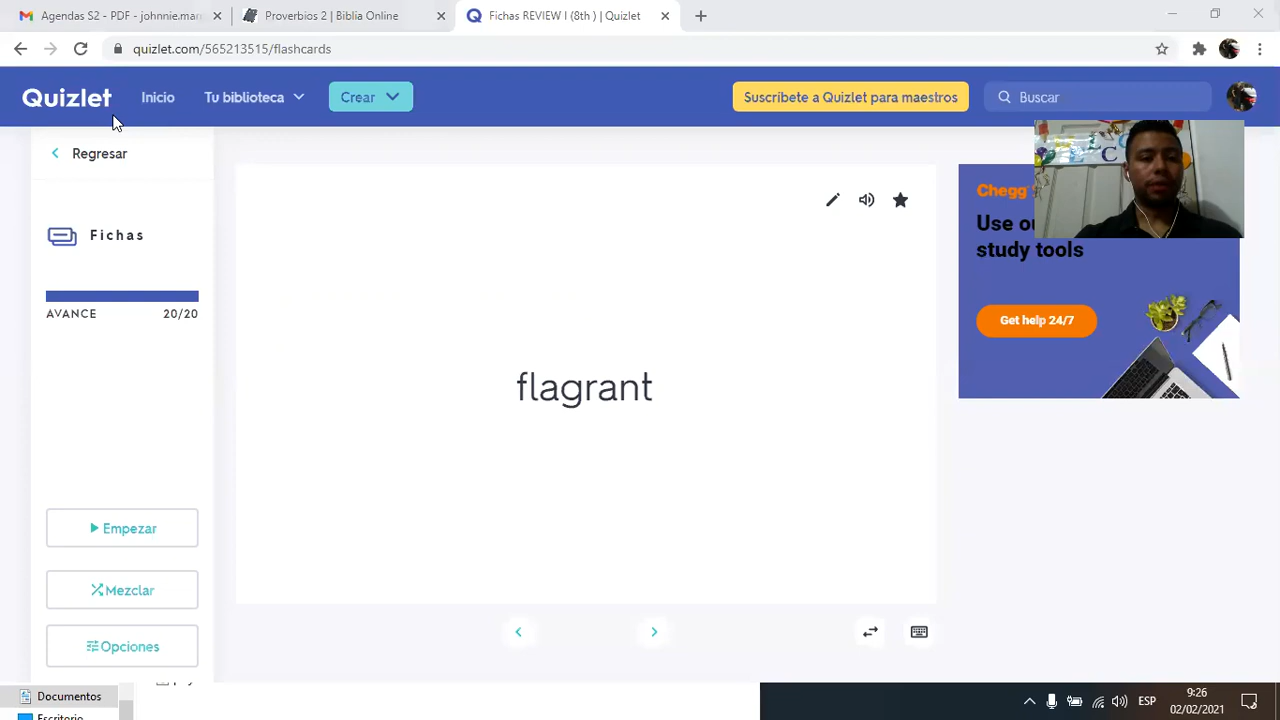 Agendas S2 - PDF - johnnie.mar
Proverbios 2 | Biblia Online
Fichas REVIEW I (8th ) | Quizlet
quizlet.com/565213515/flashcards
Quizlet
Inicio
Tu biblioteca
Crear
Suscríbete a Quizlet para maestros
Buscar
Regresar
Fichas
AVANCE 20/20
flagrant
Chegg
Use ou
study tools
Get help 24/7
Empezar
Mezclar
Opciones
Documentos
Escritorio
ESP
9:26
02/02/2021